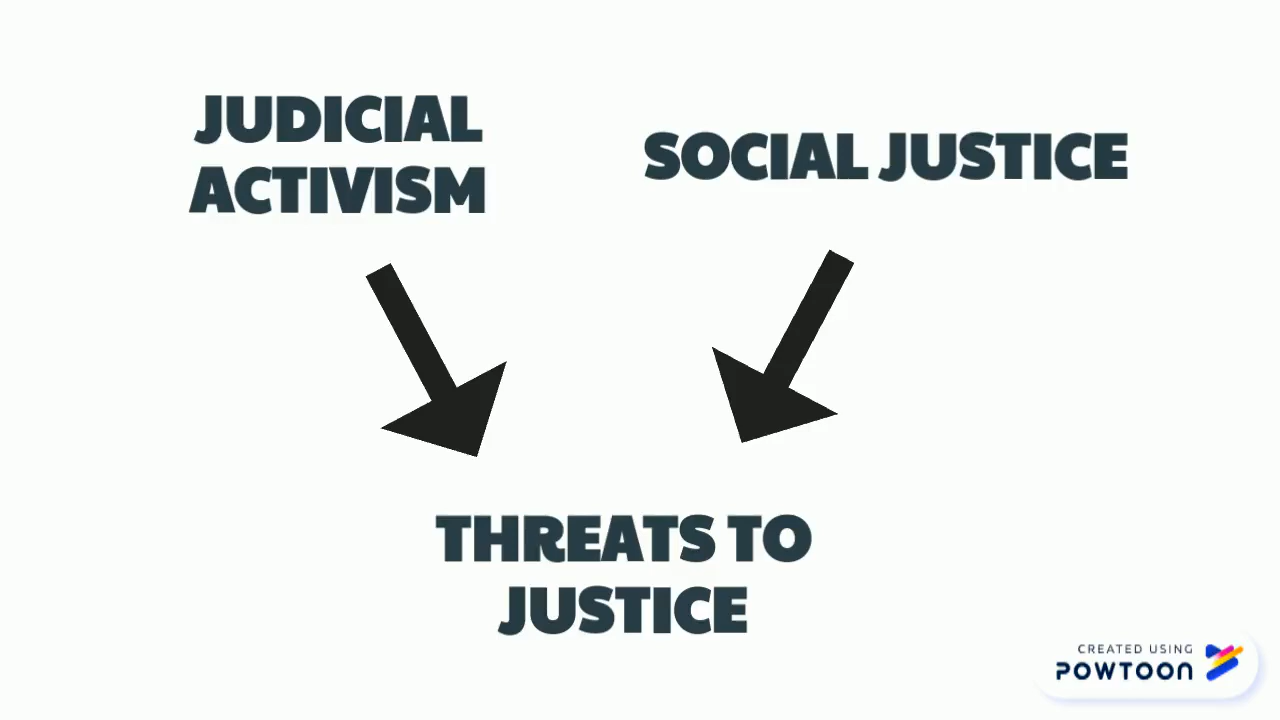 JUDICIAL
ACTIVISM
SOCIAL JUSTICE
THREATS TO
JUSTICE
CREATED USING
POWTOON